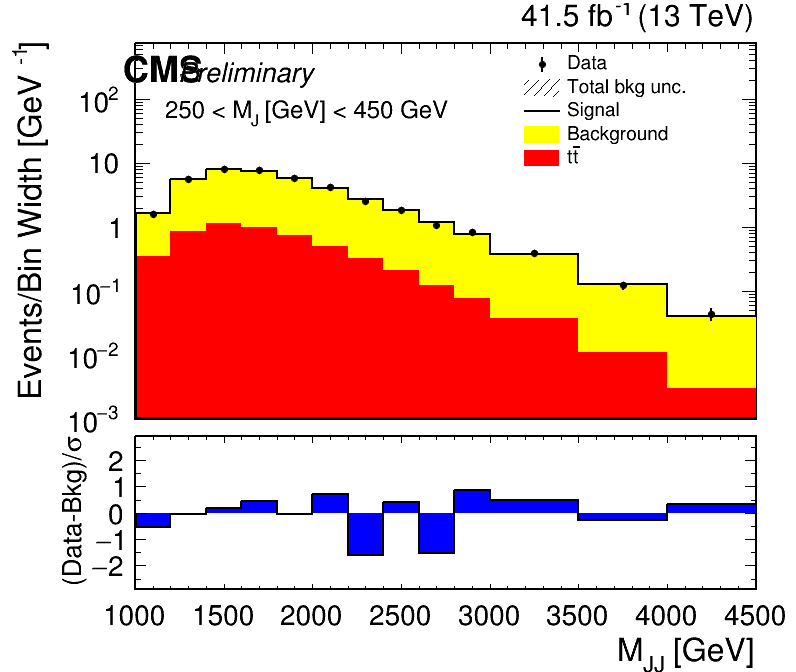 41.5 fb⁻¹ (13 TeV)
CMS Preliminary
250 < M_J [GeV] < 450 GeV
Data
Total bkg unc.
Signal
Background
tt̄
Events/Bin Width [GeV⁻¹]
10²
10
1
10⁻¹
10⁻²
10⁻³
(Data-Bkg)/σ
2
1
0
−1
−2
1000 1500 2000 2500 3000 3500 4000 4500
M_JJ [GeV]